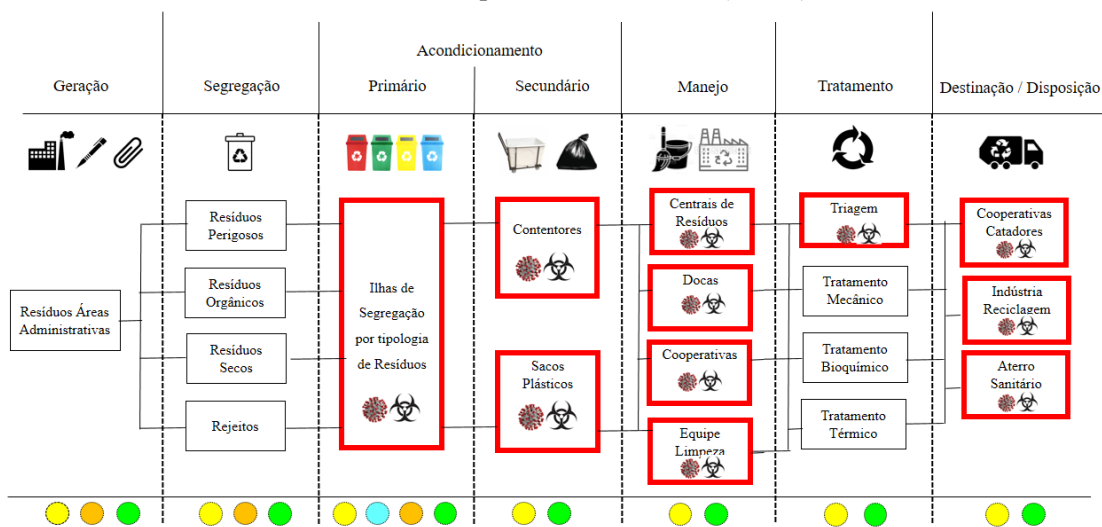 Acondicionamento
Geração
Segregação
Primário
Secundário
Manejo
Tratamento
Destinação / Disposição
Resíduos Áreas
Administrativas
Resíduos
Perigosos
Resíduos
Orgânicos
Resíduos
Secos
Rejeitos
Ilhas de
Segregação
por tipologia
de Resíduos
Contentores
Sacos
Plásticos
Centrais de
Resíduos
Docas
Cooperativas
Equipe
Limpeza
Triagem
Tratamento
Mecânico
Tratamento
Bioquímico
Tratamento
Térmico
Cooperativas
Catadores
Indústria
Reciclagem
Aterro
Sanitário